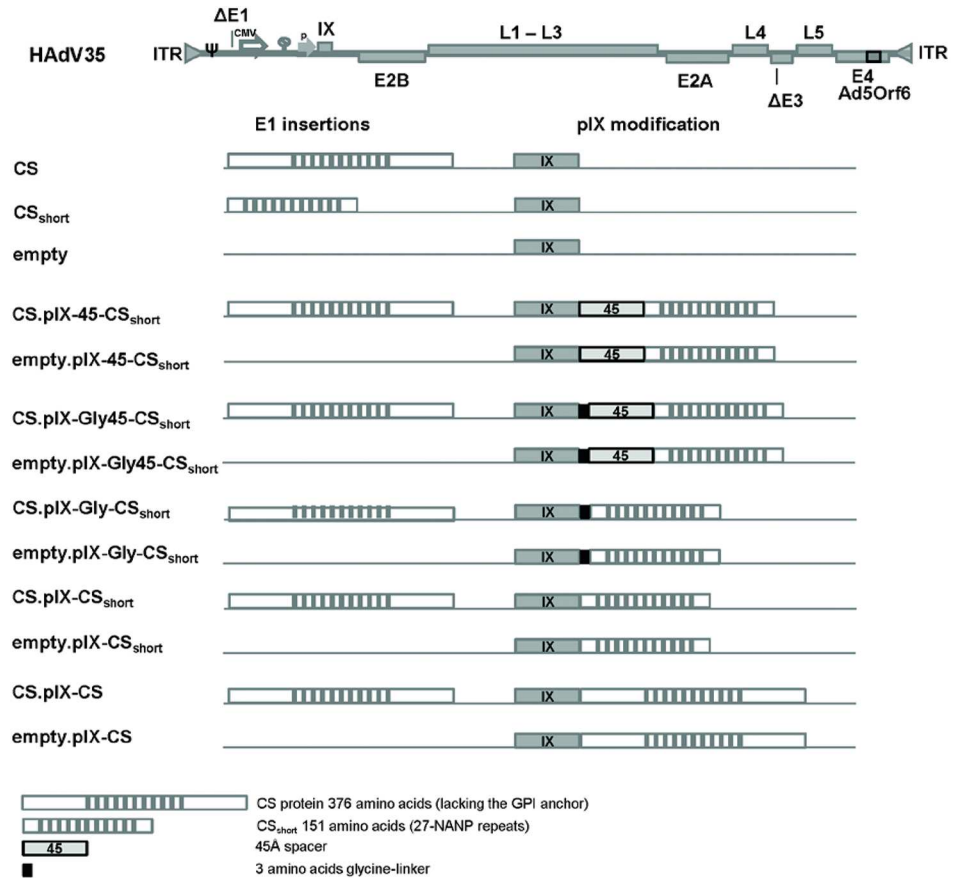 ΔE1
CMV
P
IX
L1 – L3
L4
L5
HAdV35
ITR
Ψ
ITR
E2B
E2A
E4
ΔE3
Ad5Orf6
E1 insertions
pIX modification
CS
IX
CSshort
IX
empty
IX
CS.pIX-45-CSshort
IX
45
empty.pIX-45-CSshort
IX
45
CS.pIX-Gly45-CSshort
IX
45
empty.pIX-Gly45-CSshort
IX
45
CS.pIX-Gly-CSshort
IX
empty.pIX-Gly-CSshort
IX
CS.pIX-CSshort
IX
empty.pIX-CSshort
IX
CS.pIX-CS
IX
empty.pIX-CS
IX
CS protein 376 amino acids (lacking the GPI anchor)
CSshort 151 amino acids (27-NANP repeats)
45
45Å spacer
3 amino acids glycine-linker